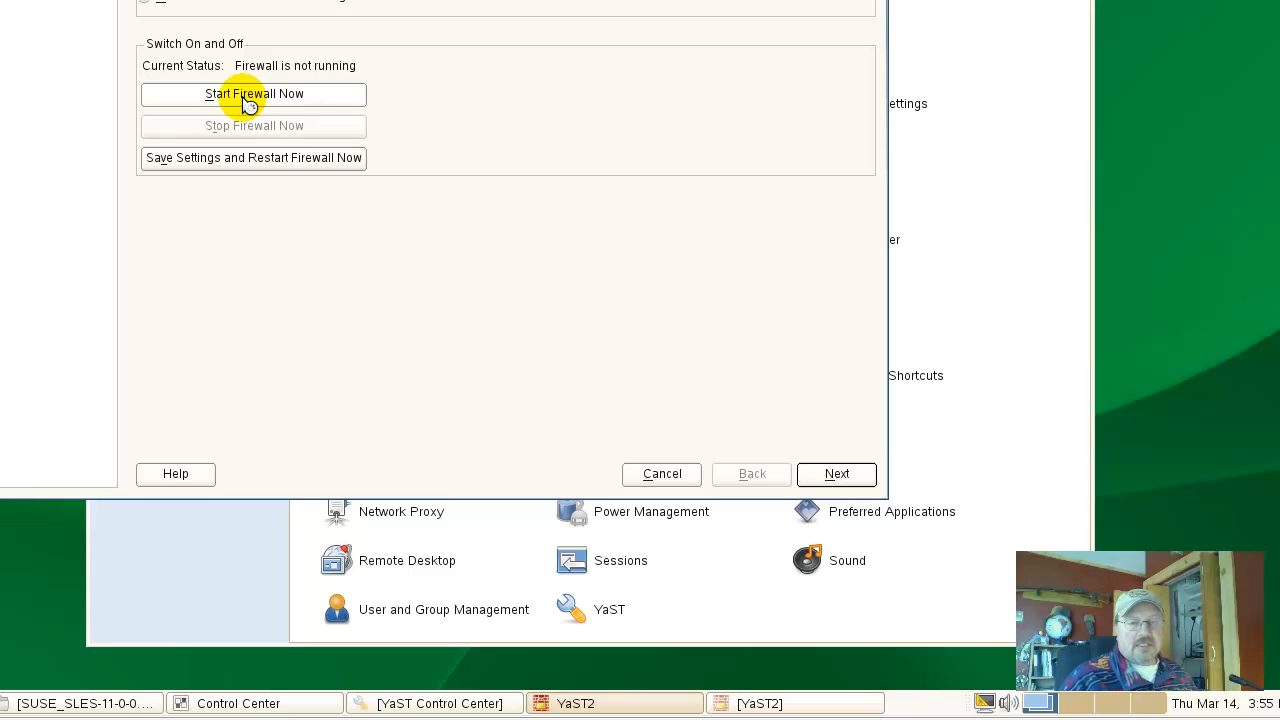 Switch On and Off
Current Status: Firewall is not running
Start Firewall Now
Stop Firewall Now
Save Settings and Restart Firewall Now
ettings
er
Shortcuts
Help
Cancel
Back
Next
Network Proxy
Power Management
Preferred Applications
Remote Desktop
Sessions
Sound
User and Group Management
YaST
[SUSE_SLES-11-0-0....
Control Center
[YaST Control Center]
YaST2
[YaST2]
Thu Mar 14, 3:55